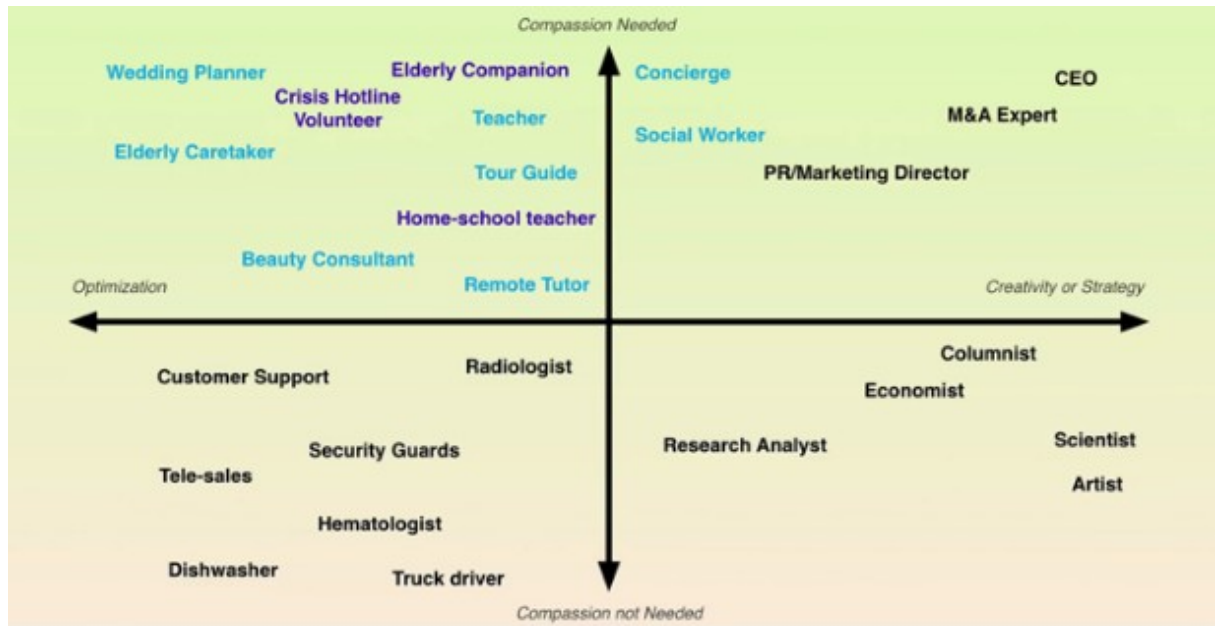 Compassion Needed
Wedding Planner
Elderly Companion
Concierge
CEO
Crisis Hotline
Volunteer
Teacher
M&A Expert
Social Worker
Elderly Caretaker
Tour Guide
PR/Marketing Director
Home-school teacher
Beauty Consultant
Remote Tutor
Optimization
Creativity or Strategy
Customer Support
Radiologist
Columnist
Economist
Security Guards
Research Analyst
Scientist
Tele-sales
Artist
Hematologist
Dishwasher
Truck driver
Compassion not Needed